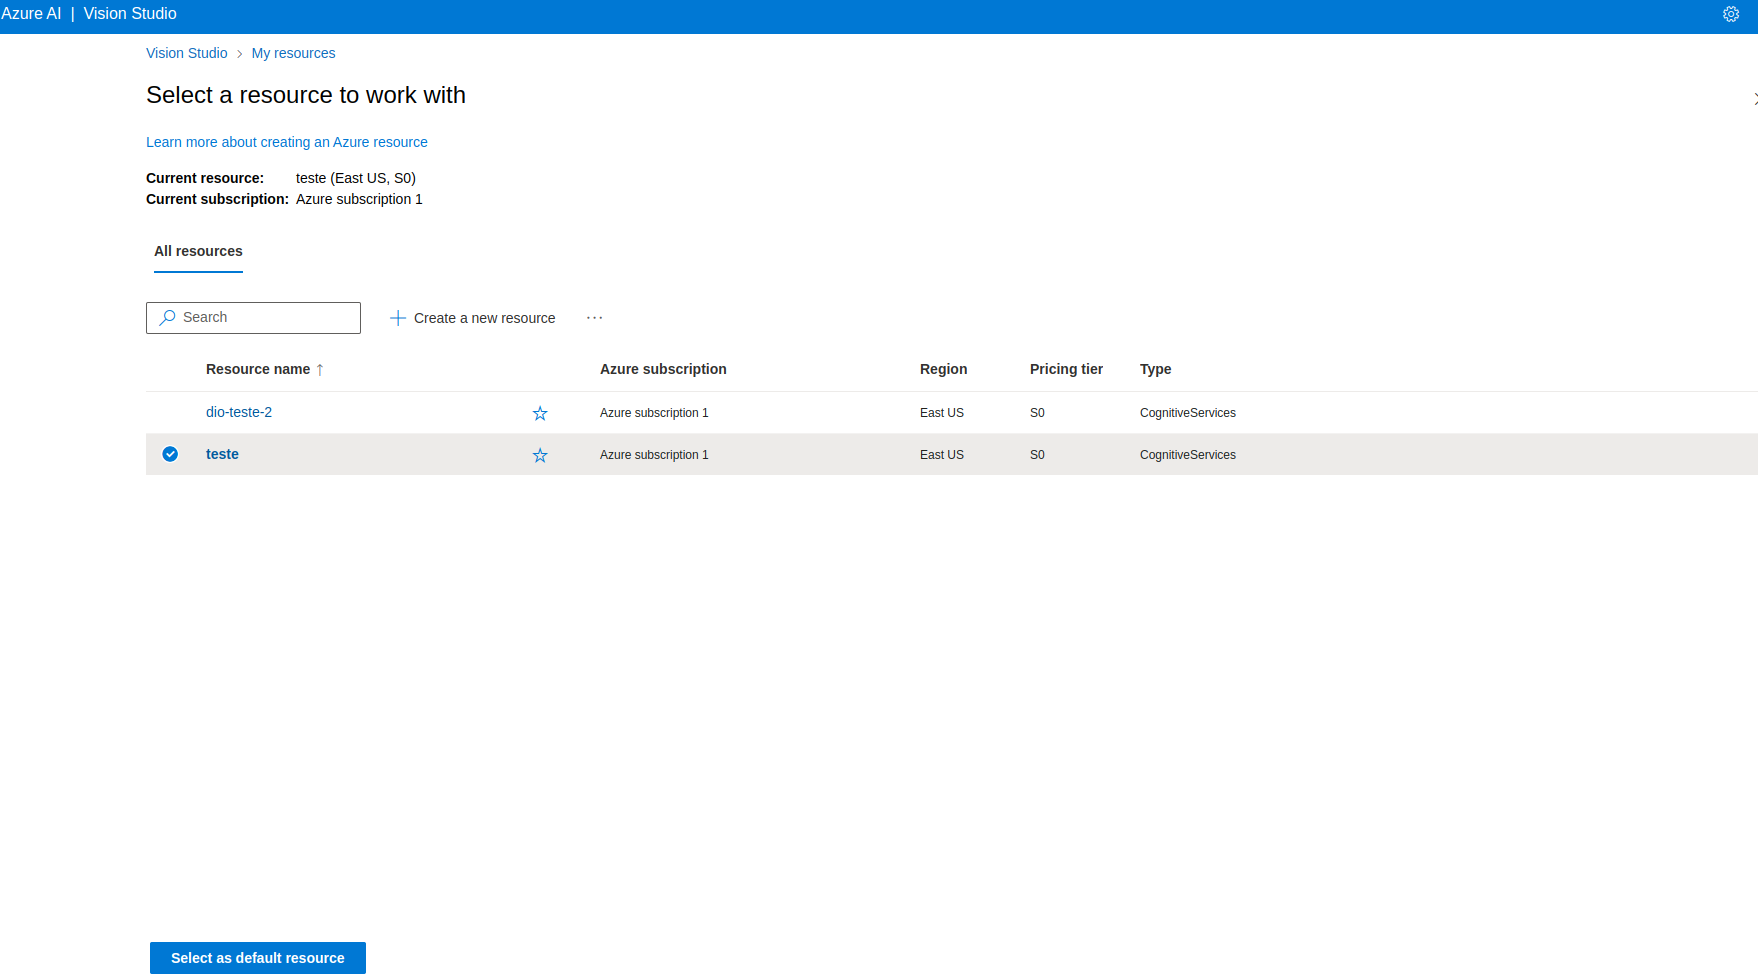 Azure AI | Vision Studio
Vision Studio > My resources
Select a resource to work with
Learn more about creating an Azure resource
Current resource: teste (East US, S0)
Current subscription: Azure subscription 1
All resources
Search Create a new resource ...
Resource name ↑ Azure subscription Region Pricing tier Type
dio-teste-2 Azure subscription 1 East US S0 CognitiveServices
teste Azure subscription 1 East US S0 CognitiveServices
Select as default resource